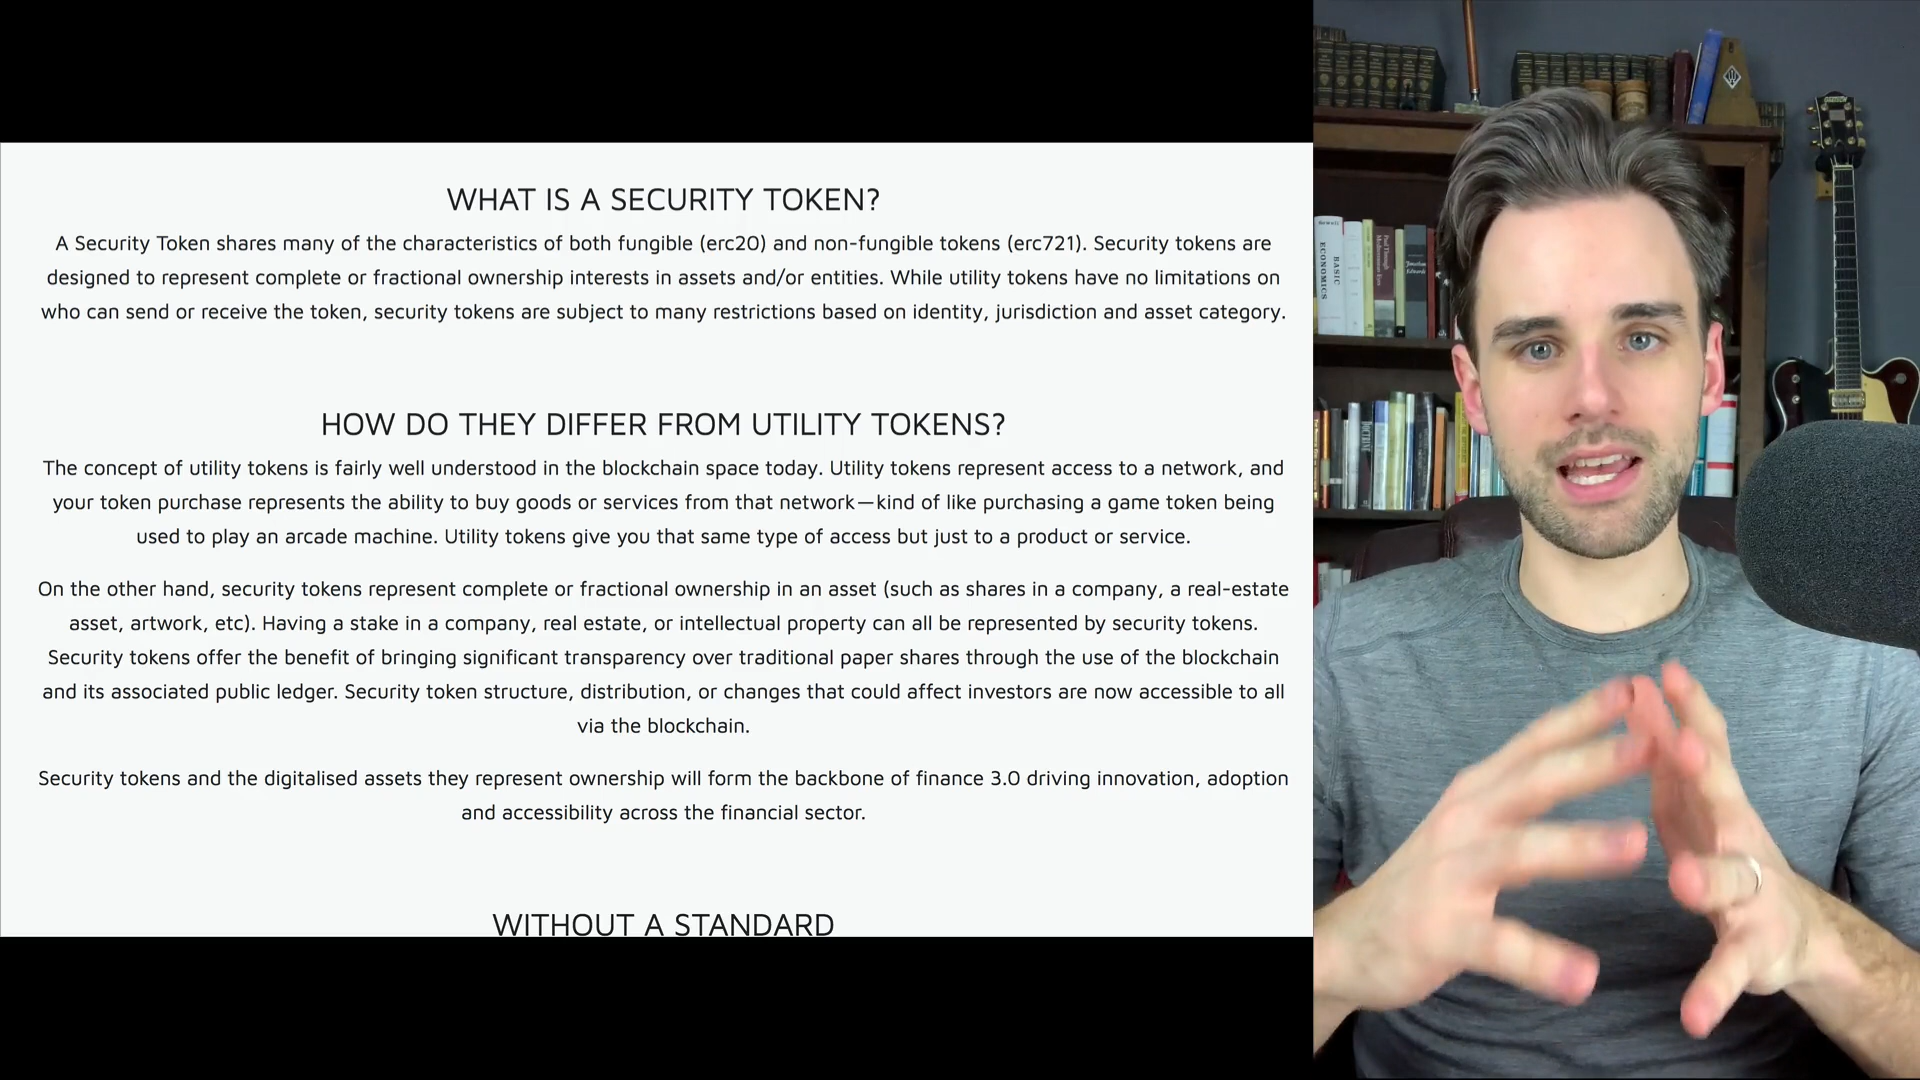 WHAT IS A SECURITY TOKEN?
A Security Token shares many of the characteristics of both fungible (erc20) and non-fungible tokens (erc721). Security tokens are
designed to represent complete or fractional ownership interests in assets and/or entities. While utility tokens have no limitations on
who can send or receive the token, security tokens are subject to many restrictions based on identity, jurisdiction and asset category.
HOW DO THEY DIFFER FROM UTILITY TOKENS?
The concept of utility tokens is fairly well understood in the blockchain space today. Utility tokens represent access to a network, and
your token purchase represents the ability to buy goods or services from that network—kind of like purchasing a game token being
used to play an arcade machine. Utility tokens give you that same type of access but just to a product or service.
On the other hand, security tokens represent complete or fractional ownership in an asset (such as shares in a company, a real-estate
asset, artwork, etc). Having a stake in a company, real estate, or intellectual property can all be represented by security tokens.
Security tokens offer the benefit of bringing significant transparency over traditional paper shares through the use of the blockchain
and its associated public ledger. Security token structure, distribution, or changes that could affect investors are now accessible to all
via the blockchain.
Security tokens and the digitalised assets they represent ownership will form the backbone of finance 3.0 driving innovation, adoption
and accessibility across the financial sector.
WITHOUT A STANDARD
BASIC
ECONOMICS